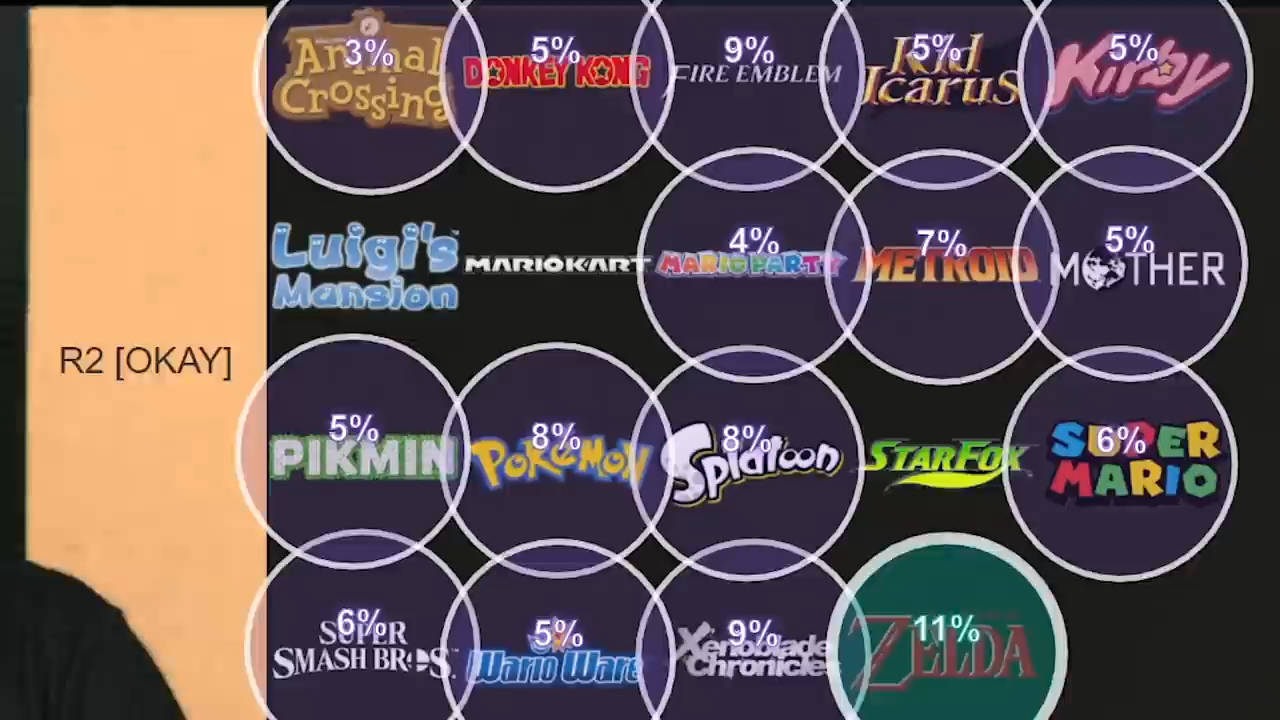 3% 5% 9% 5% 5%
Animal Crossing DONKEY KONG FIRE EMBLEM Kid Icarus Kirby
4% 7% 5%
Luigi's Mansion MARIOKART MARIO PARTY METROID MOTHER
R2 [OKAY]
5% 8% 8% 6%
PIKMIN POKéMON Splatoon STARFOX SUPER MARIO
6% 5% 9% 11%
SUPER SMASH BROS. Wario Ware Xenoblade Chronicles ZELDA